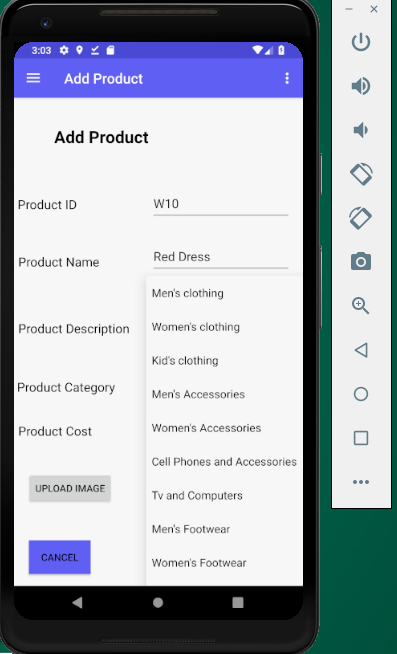 3:03
Add Product
Add Product
Product ID
W10
Product Name
Red Dress
Product Description
Product Category
Product Cost
Men's clothing
Women's clothing
Kid's clothing
Men's Accessories
Women's Accessories
Cell Phones and Accessories
Tv and Computers
Men's Footwear
Women's Footwear
UPLOAD IMAGE
CANCEL